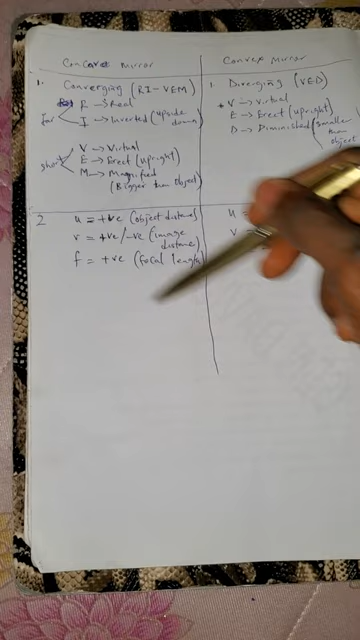 Concave Mirror
Convex Mirror
1. Converging (RI-VEM)
far R → Real
I → Inverted (upside down)
short V → Virtual
E → Erect (upright)
M → Magnified (Bigger than object)
1. Diverging (VED)
V → Virtual
E → Erect (upright)
D → Diminished (smaller than object
2 u = +ve (object distance)
v = +ve/-ve (image distance)
f = +ve (focal length)
u =
v